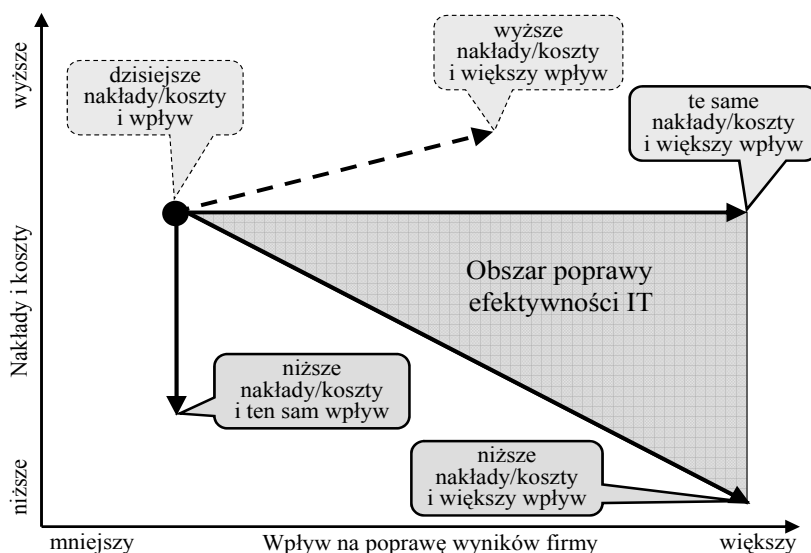 wyższe
nakłady/koszty
i większy wpływ
dzisiejsze
nakłady/koszty
i wpływ
te same
nakłady/koszty
i większy wpływ
Obszar poprawy
efektywności IT
niższe
nakłady/koszty
i ten sam wpływ
niższe
nakłady/koszty
i większy wpływ
wyższe
Nakłady i koszty
niższe
mniejszy
Wpływ na poprawę wyników firmy
większy